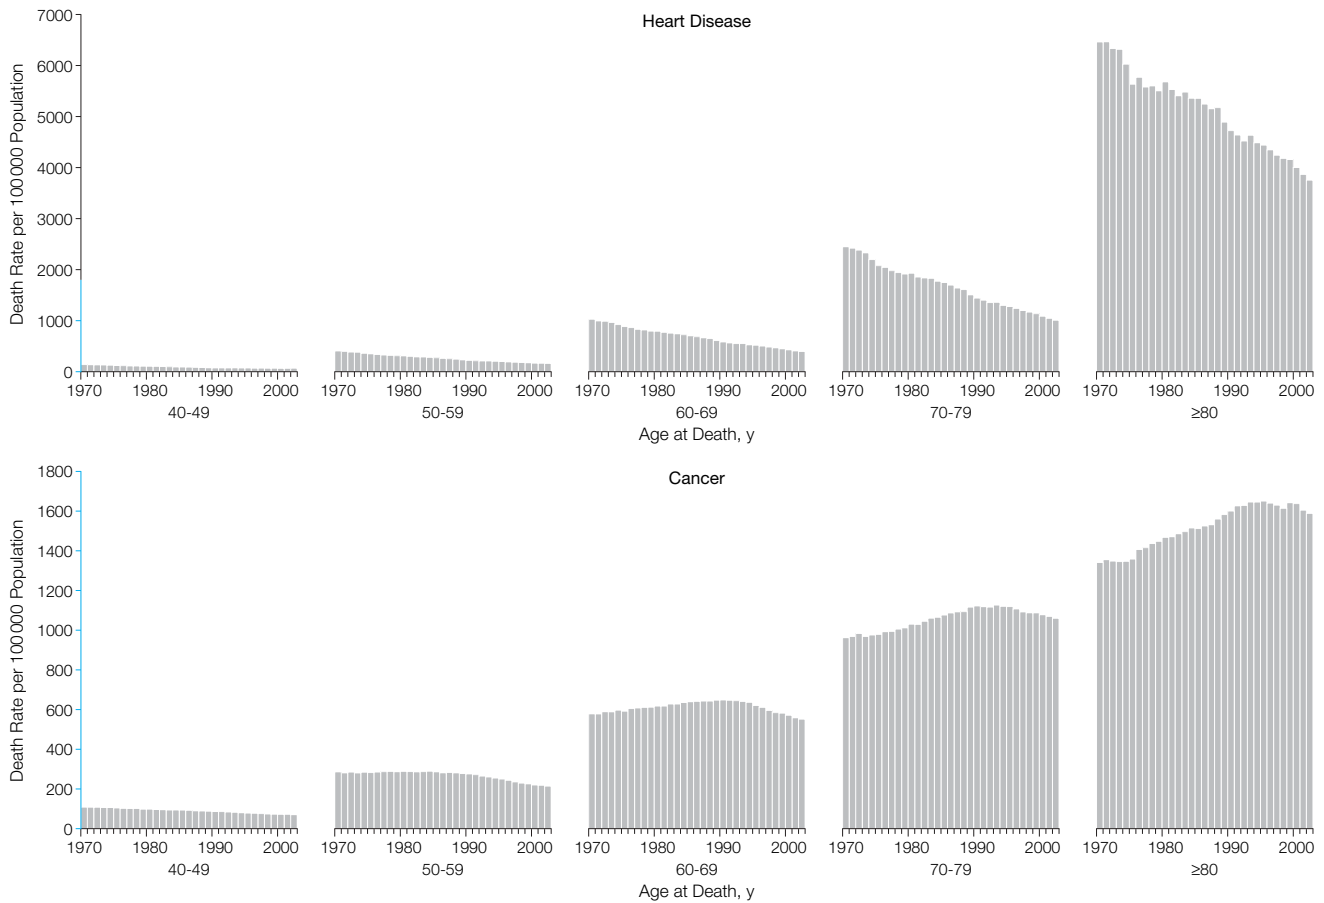 Heart Disease
Death Rate per 100 000 Population
7000
6000
5000
4000
3000
2000
1000
0
1970 1980 1990 2000 1970 1980 1990 2000 1970 1980 1990 2000 1970 1980 1990 2000 1970 1980 1990 2000
40-49 50-59 60-69 70-79 ≥80
Age at Death, y
Cancer
Death Rate per 100 000 Population
1800
1600
1400
1200
1000
800
600
400
200
0
1970 1980 1990 2000 1970 1980 1990 2000 1970 1980 1990 2000 1970 1980 1990 2000 1970 1980 1990 2000
40-49 50-59 60-69 70-79 ≥80
Age at Death, y